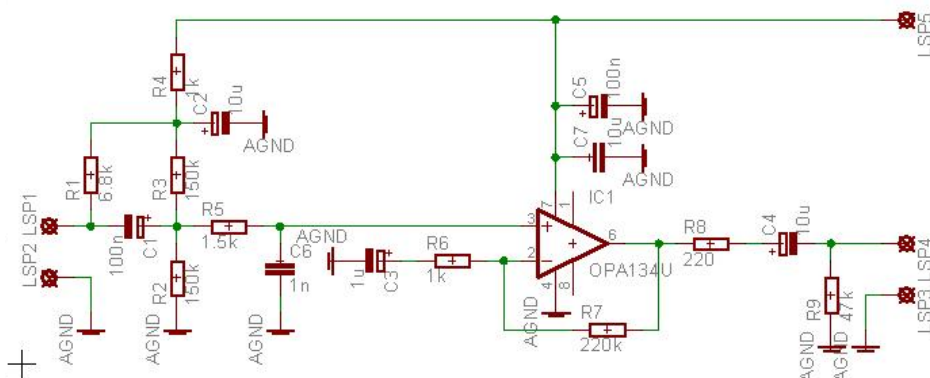 LSP5
R4
1k
C2
10u
AGND
C5
100n
AGND
C7
10u
AGND
R1
6.8k
R3
150k
IC1
7
1
LSP1
LSP2
100n
C1
R5
1.5k
AGND
C6
1n
1u
C3
R6
1k
3
2
6
4
8
OPA134U
R8
220
C4
10u
LSP4
LSP3
R2
150k
R7
220k
R9
47k
AGND
AGND
AGND
AGND
AGND
AGND